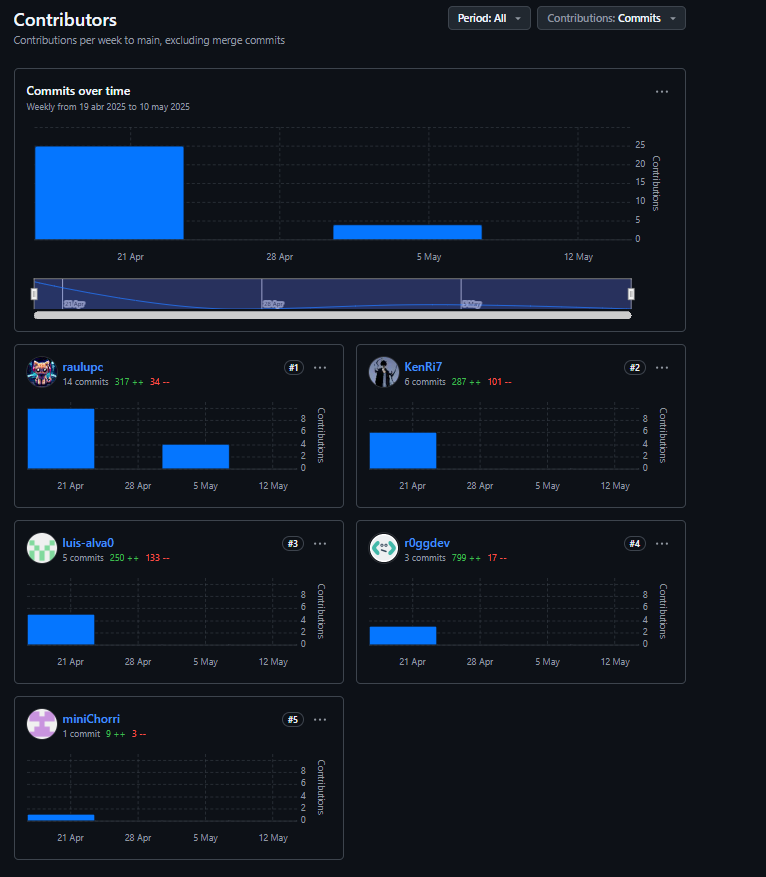 Contributors
Period: All
Contributions: Commits
Contributions per week to main, excluding merge commits
Commits over time
Weekly from 19 abr 2025 to 10 may 2025
25
20
15
10
5
0
Contributions
21 Apr 28 Apr 5 May 12 May
21 Apr 28 Apr 5 May
raulupc #1
14 commits 317 ++ 34 --
8
6
4
2
0
Contributions
21 Apr 28 Apr 5 May 12 May
KenRi7 #2
6 commits 287 ++ 101 --
8
6
4
2
0
Contributions
21 Apr 28 Apr 5 May 12 May
luis-alva0 #3
5 commits 250 ++ 133 --
8
6
4
2
0
Contributions
21 Apr 28 Apr 5 May 12 May
r0ggdev #4
3 commits 799 ++ 17 --
8
6
4
2
0
Contributions
21 Apr 28 Apr 5 May 12 May
miniChorri #5
1 commit 9 ++ 3 --
8
6
4
2
0
Contributions
21 Apr 28 Apr 5 May 12 May